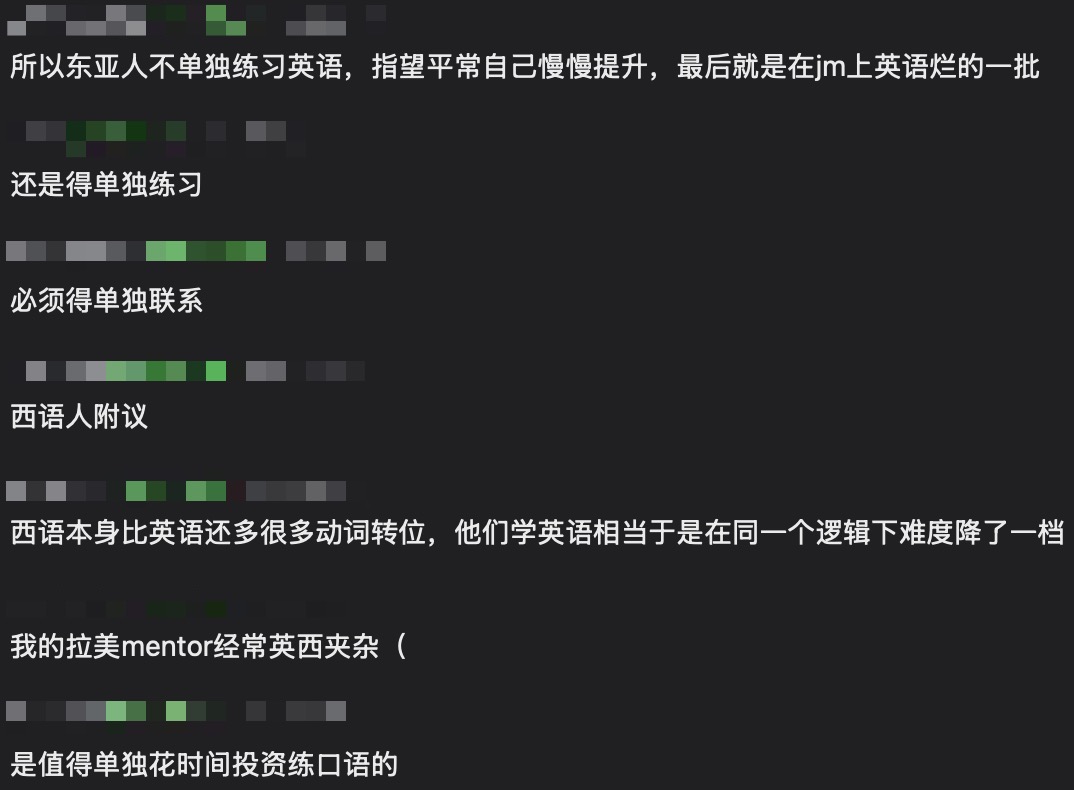 所以东亚人不单独练习英语，指望平常自己慢慢提升，最后就是在jm上英语烂的一批
还是得单独练习
必须得单独联系
西语人附议
西语本身比英语还多很多动词转位，他们学英语相当于是在同一个逻辑下难度降了一档
我的拉美mentor经常英西夹杂（
是值得单独花时间投资练口语的